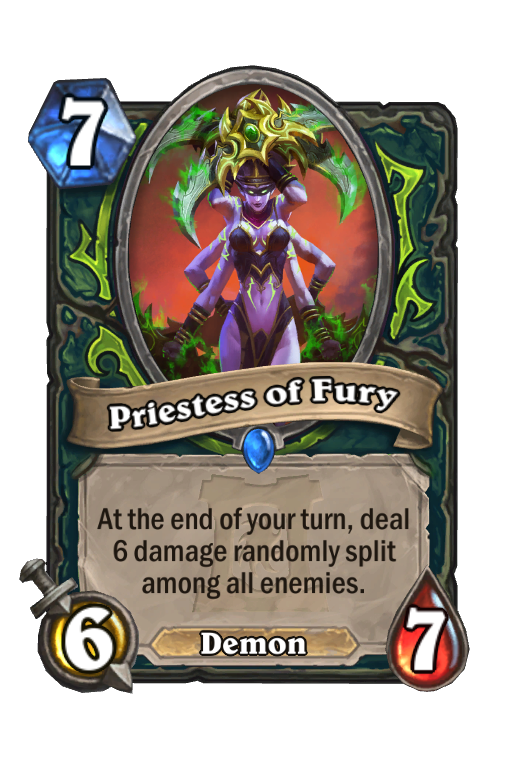 7
Priestess of Fury
At the end of your turn, deal
6 damage randomly split
among all enemies.
6
Demon
7